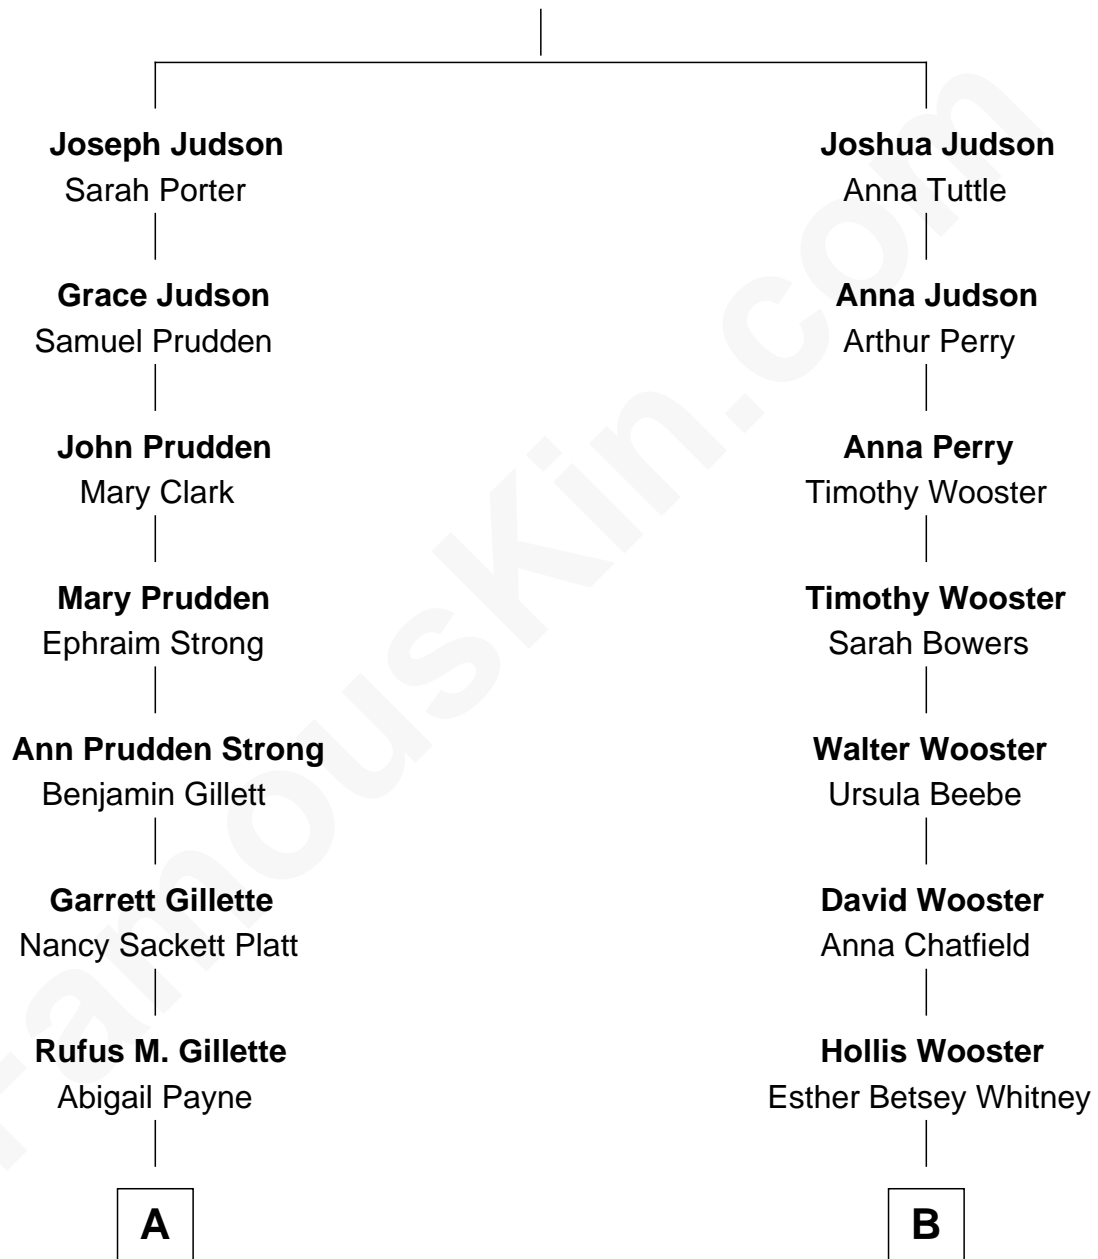 Joseph Judson
Sarah Porter
Grace Judson
Samuel Prudden
John Prudden
Mary Clark
Mary Prudden
Ephraim Strong
Ann Prudden Strong
Benjamin Gillett
Garrett Gillette
Nancy Sackett Platt
Rufus M. Gillette
Abigail Payne
A
Joshua Judson
Anna Tuttle
Anna Judson
Arthur Perry
Anna Perry
Timothy Wooster
Timothy Wooster
Sarah Bowers
Walter Wooster
Ursula Beebe
David Wooster
Anna Chatfield
Hollis Wooster
Esther Betsey Whitney
B
FamousKin.com